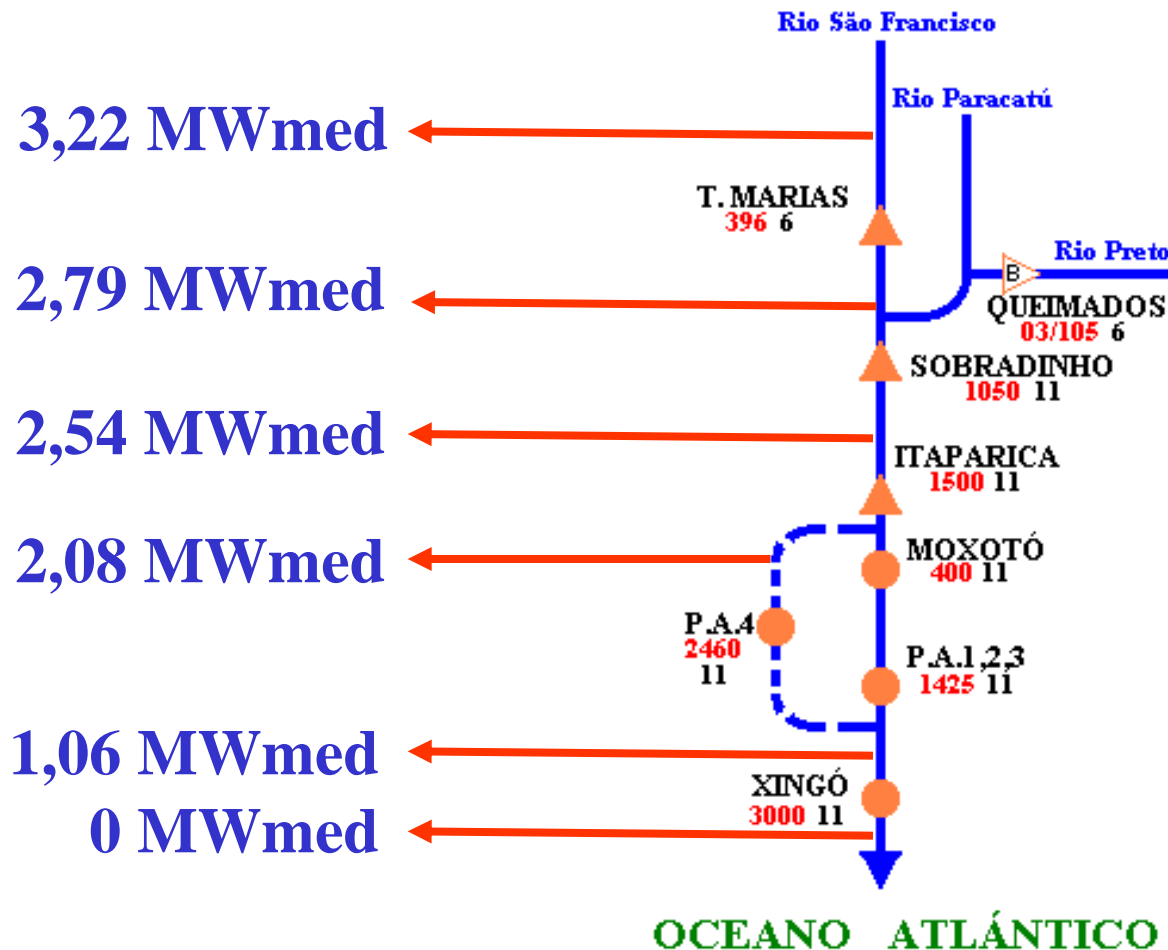 Rio São Francisco
Rio Paracatú
3,22 MWmed
T. MARIAS
396 6
Rio Preto
B
2,79 MWmed
QUEIMADOS
03/105 6
SOBRADINHO
1050 11
2,54 MWmed
ITAPARICA
1500 11
2,08 MWmed
MOXOTÓ
400 11
P.A.4
2460
11
P.A.1,2,3
1425 11
1,06 MWmed
XINGÓ
3000 11
0 MWmed
OCEANO ATLÁNTICO